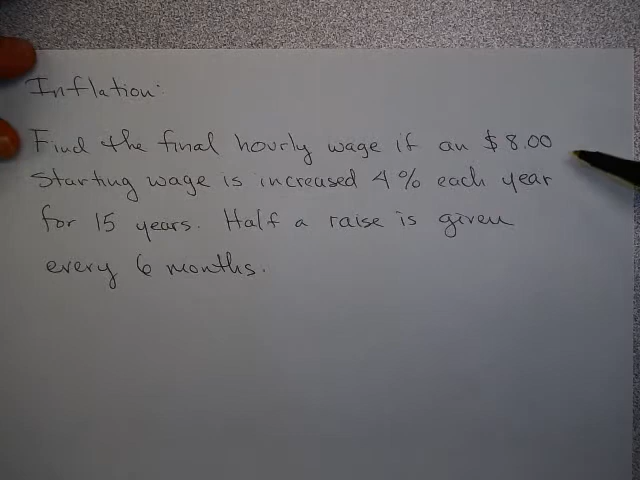 Inflation:
Find the final hourly wage if an $8.00
starting wage is increased 4% each year
for 15 years. Half a raise is given
every 6 months.